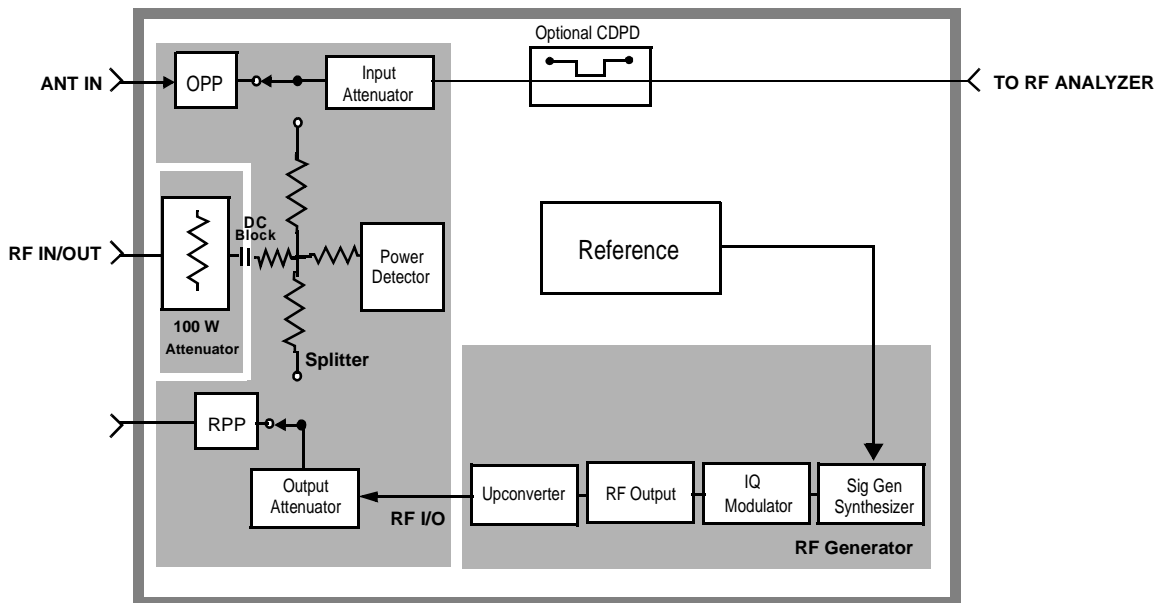 Optional CDPD
ANT IN
OPP
Input
Attenuator
TO RF ANALYZER
DC
Block
RF IN/OUT
Power
Detector
Reference
100 W
Attenuator
Splitter
RPP
Output
Attenuator
RF I/O
Upconverter
RF Output
IQ
Modulator
Sig Gen
Synthesizer
RF Generator